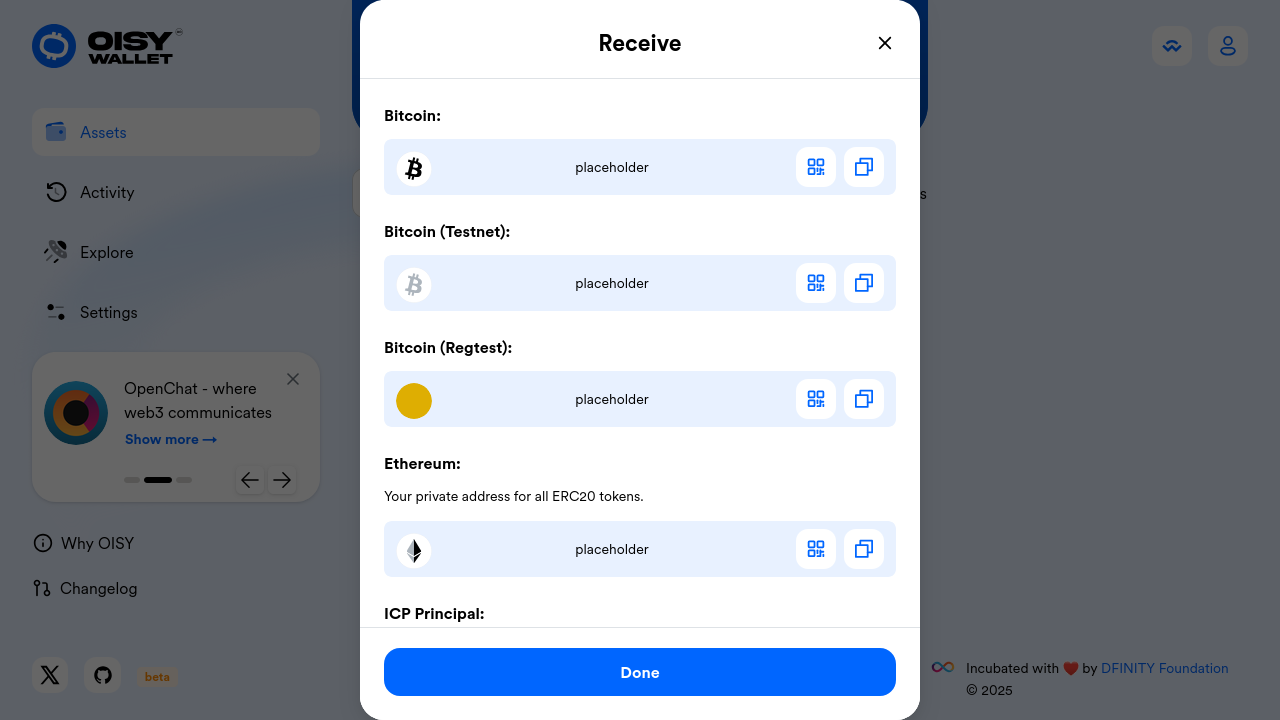 OISY
WALLET
Assets
Activity
Explore
Settings
OpenChat - where
web3 communicates
Show more →
Why OISY
Changelog
beta
Receive
Bitcoin:
placeholder
Bitcoin (Testnet):
placeholder
Bitcoin (Regtest):
placeholder
Ethereum:
Your private address for all ERC20 tokens.
placeholder
ICP Principal:
Done
s
Incubated with ❤️ by DFINITY Foundation
© 2025